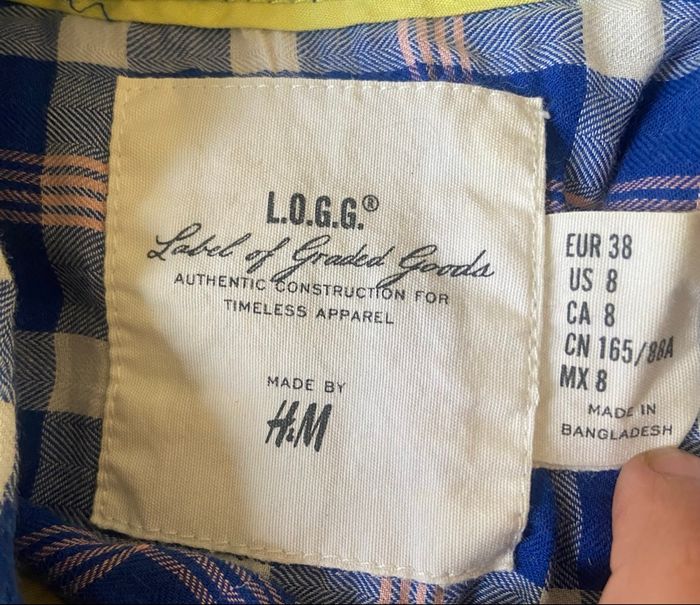 L.O.G.G.®
Label of Graded Goods
AUTHENTIC CONSTRUCTION FOR
TIMELESS APPAREL
MADE BY
H&M
EUR 38
US 8
CA 8
CN 165/88A
MX 8
MADE IN
BANGLADESH